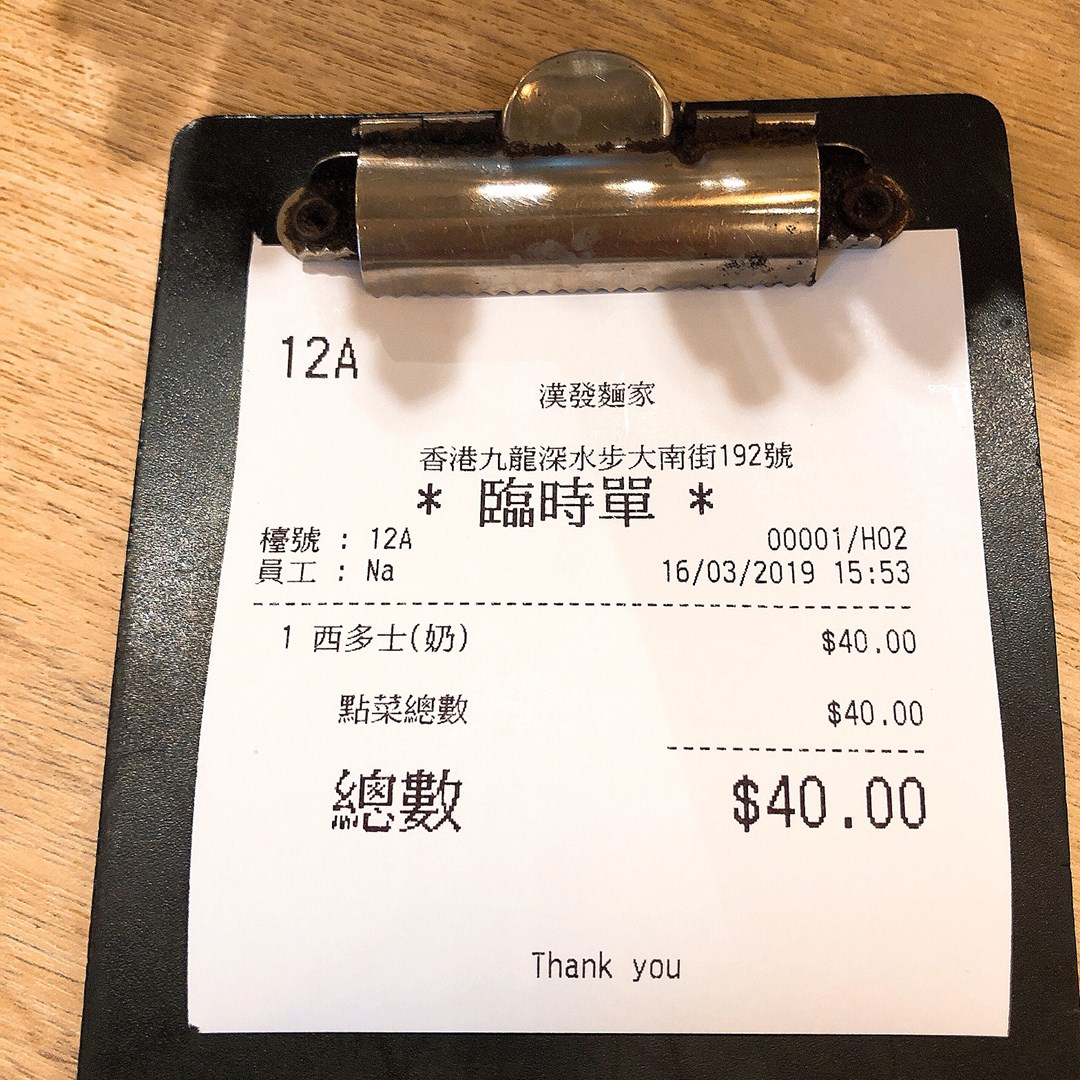 12A
漢發麵家
香港九龍深水步大南街192號
* 臨時單 *
檯號 : 12A 00001/H02
員工 : Na 16/03/2019 15:53
1 西多士(奶) $40.00
點菜總數 $40.00
總數 $40.00
Thank you